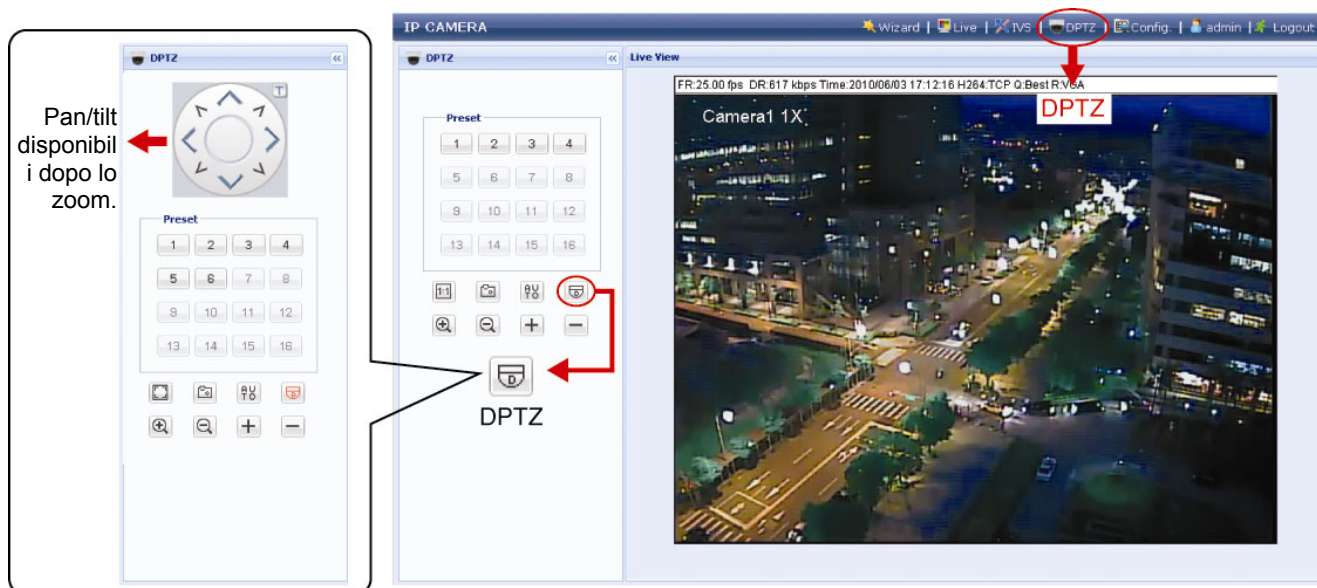 IP CAMERA
Wizard | Live | IVS | DPTZ | Config. | admin | Logout
DPTZ
Pan/tilt
disponibil
i dopo lo
zoom.
T
Preset
1 2 3 4
5 6 7 8
9 10 11 12
13 14 15 16
AUTO
D
DPTZ
Preset
1 2 3 4
5 6 7 8
9 10 11 12
13 14 15 16
1:1
AUTO
D
D
DPTZ
Live View
FR:25.00 fps DR:617 kbps Time:2010/06/03 17:12:16 H264:TCP Q:Best R:VGA
DPTZ
Camera1 1X